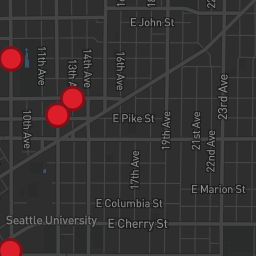 E John St
11th Ave
14th Ave
13th A
16th Ave
10th Ave
E Pike St
19th Ave
21st Ave
22nd Ave
23rd Ave
17th Ave
E Marion St
E Columbia St
Seattle University
E Cherry St